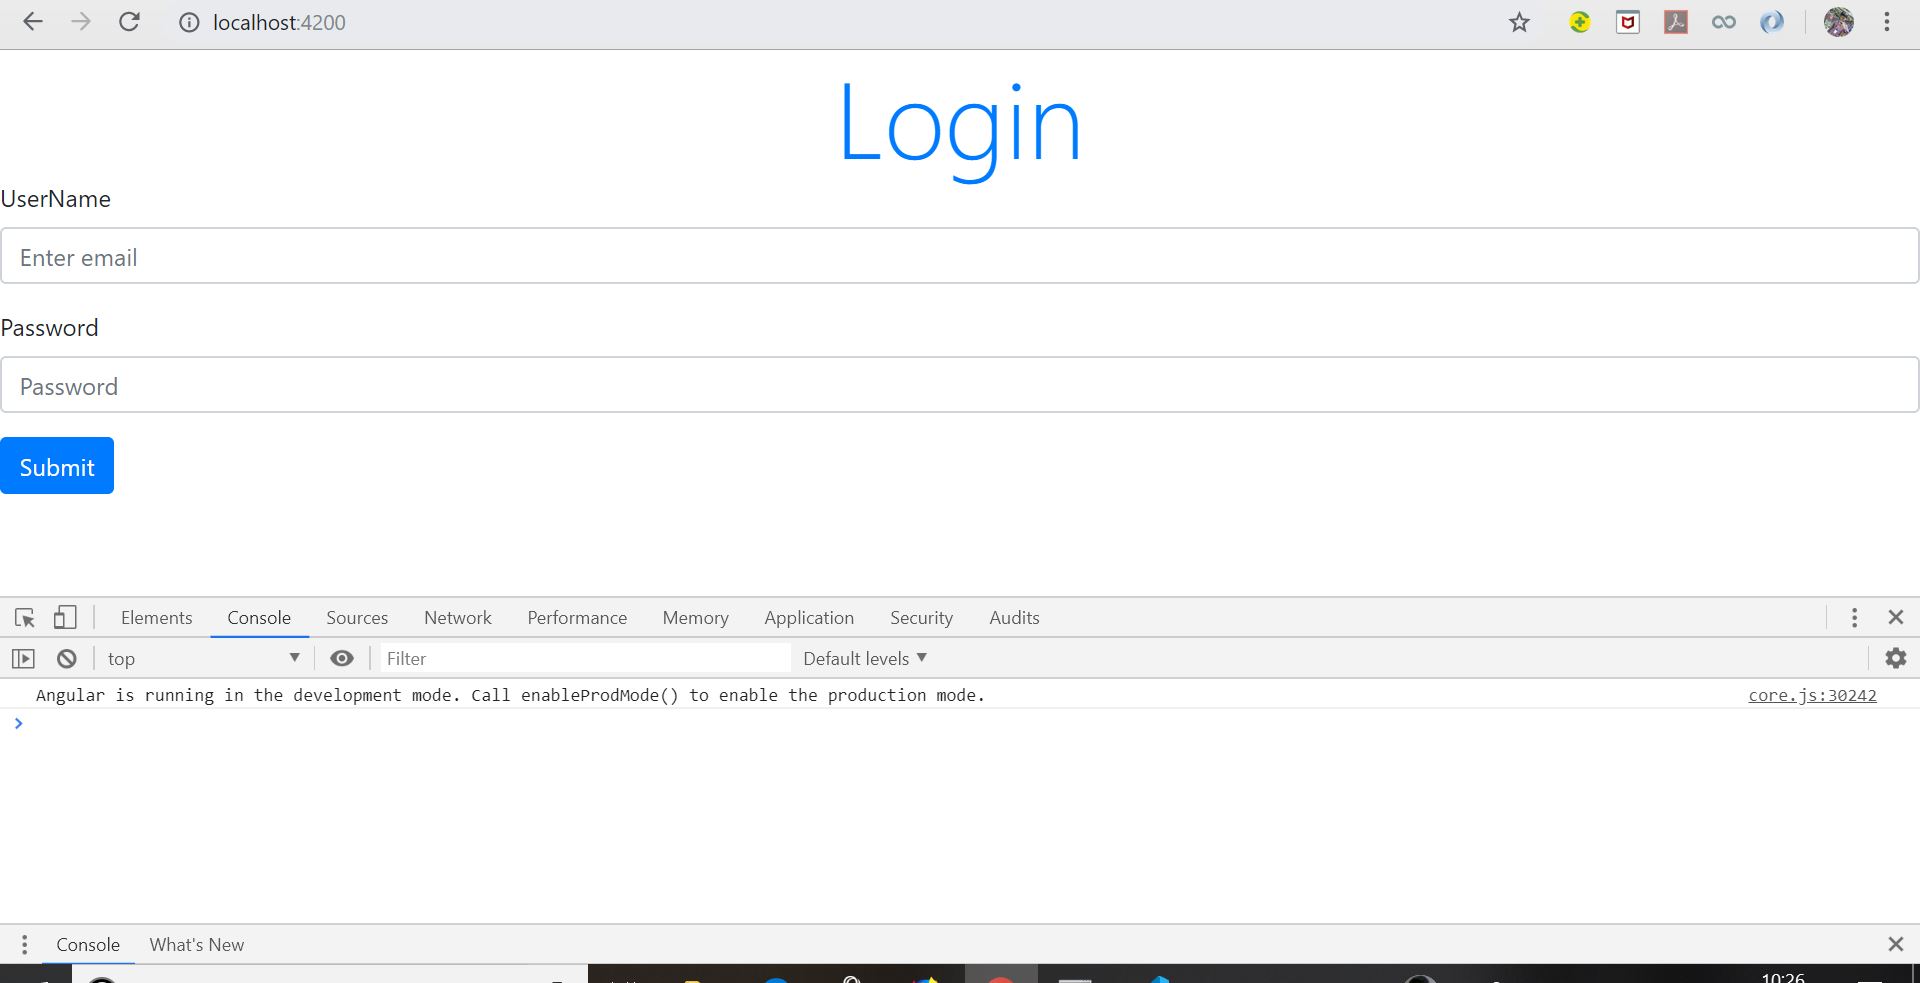 localhost:4200
Login
UserName
Enter email
Password
Password
Submit
Elements Console Sources Network Performance Memory Application Security Audits
top Filter Default levels
Angular is running in the development mode. Call enableProdMode() to enable the production mode. core.js:30242
Console What's New
10:26